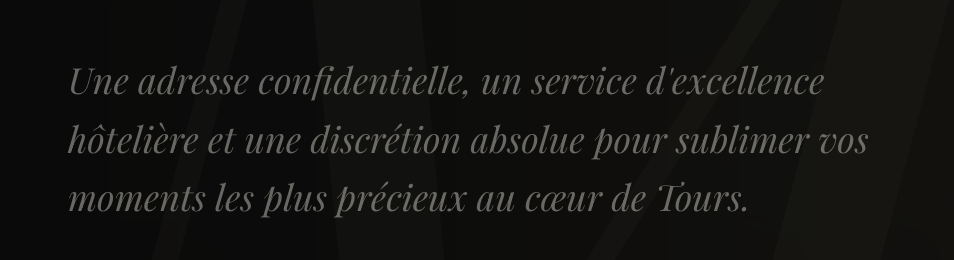 Une adresse confidentielle, un service d'excellence
hôtelière et une discrétion absolue pour sublimer vos
moments les plus précieux au cœur de Tours.